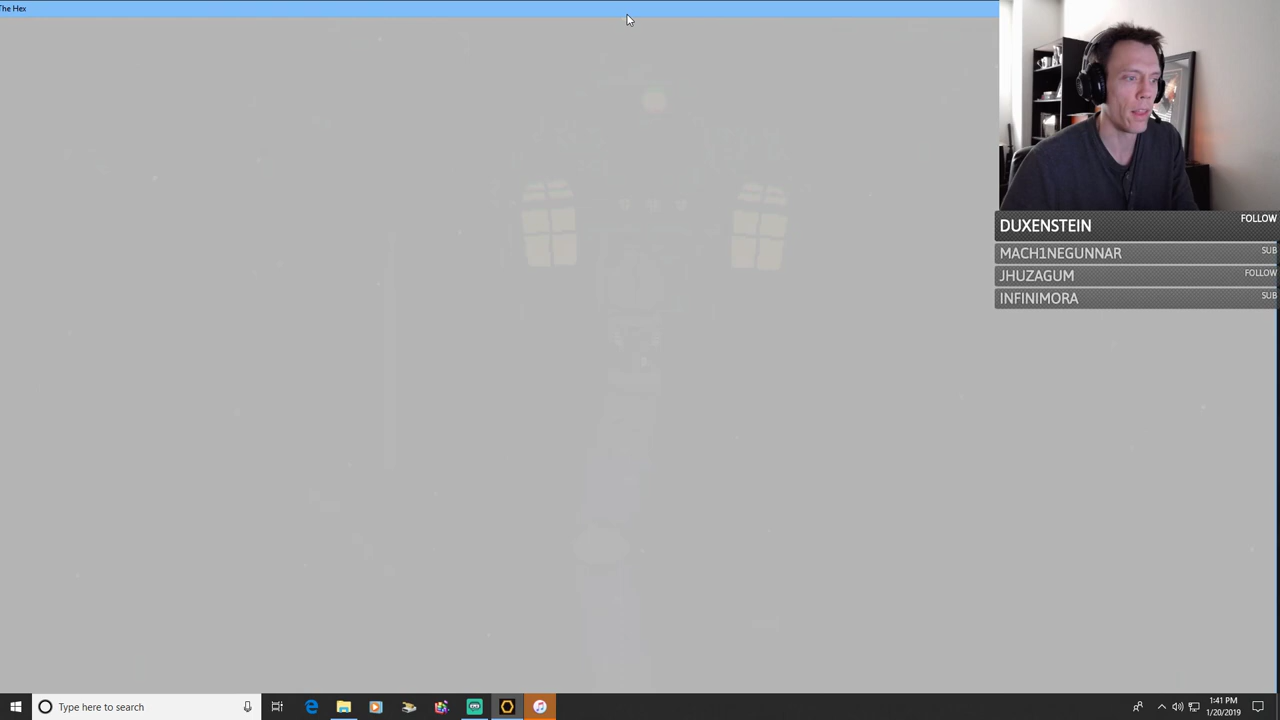 The Hex
DUXENSTEIN FOLLOW
MACH1NEGUNNAR SUB
JHUZAGUM FOLLOW
INFINIMORA SUB
Type here to search
1:41 PM
1/20/2019